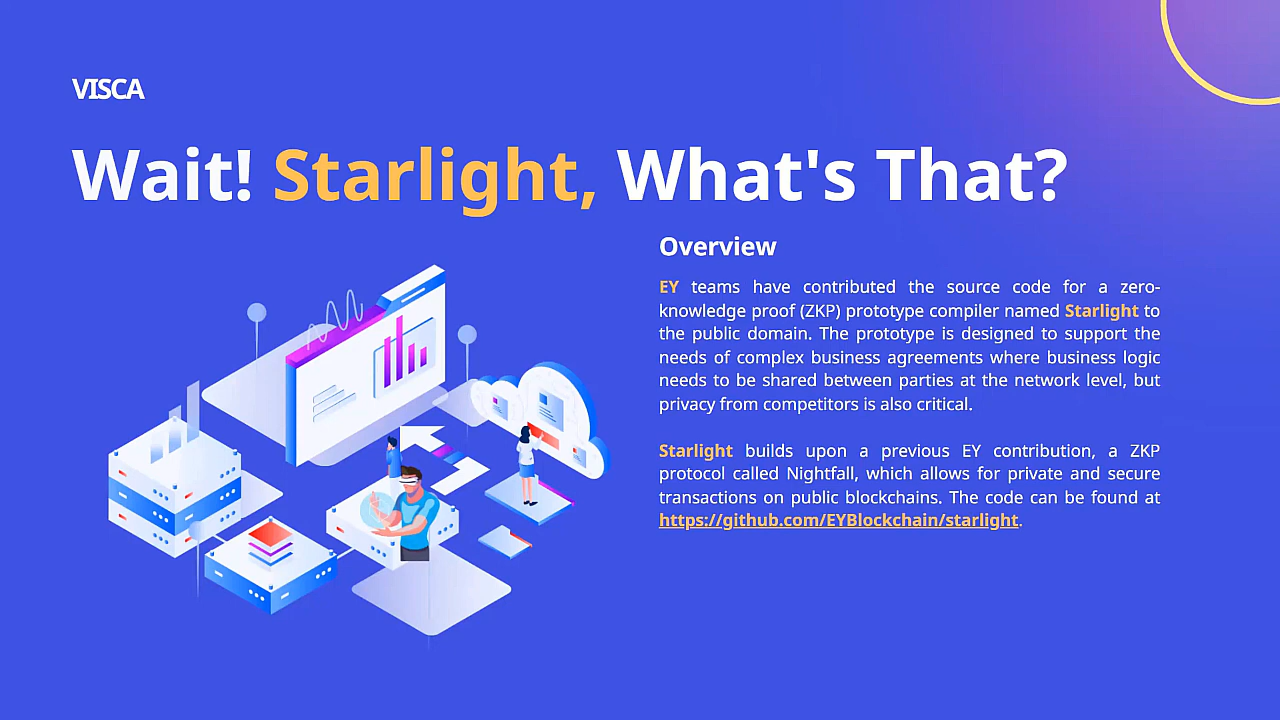 VISCA
Wait! Starlight, What's That?
Overview
EY teams have contributed the source code for a zero-
knowledge proof (ZKP) prototype compiler named Starlight to
the public domain. The prototype is designed to support the
needs of complex business agreements where business logic
needs to be shared between parties at the network level, but
privacy from competitors is also critical.
Starlight builds upon a previous EY contribution, a ZKP
protocol called Nightfall, which allows for private and secure
transactions on public blockchains. The code can be found at
https://github.com/EYBlockchain/starlight.